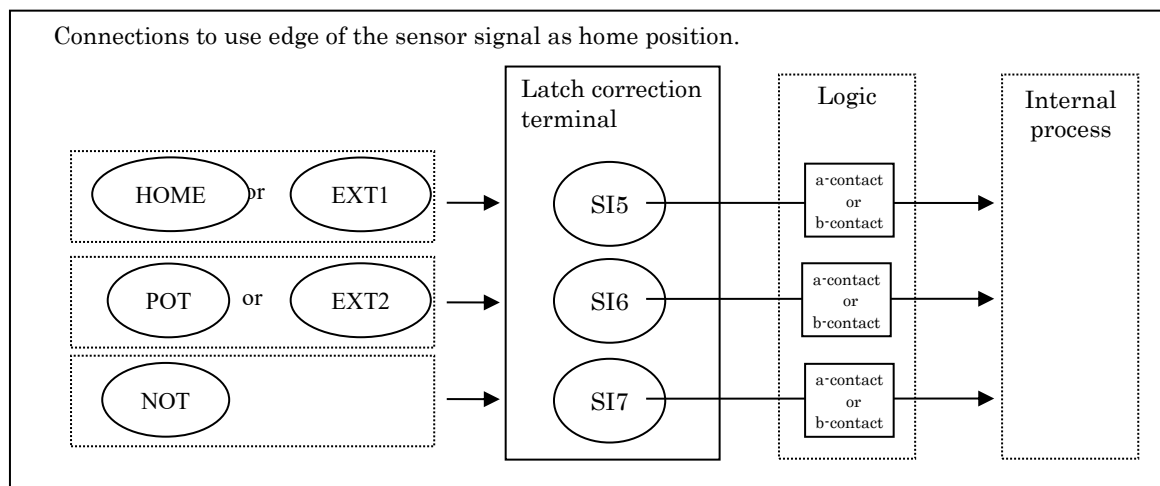 Connections to use edge of the sensor signal as home position.
Latch correction
terminal
Logic
Internal
process
HOME or EXT1
SI5
a-contact
or
b-contact
POT or EXT2
SI6
a-contact
or
b-contact
NOT
SI7
a-contact
or
b-contact